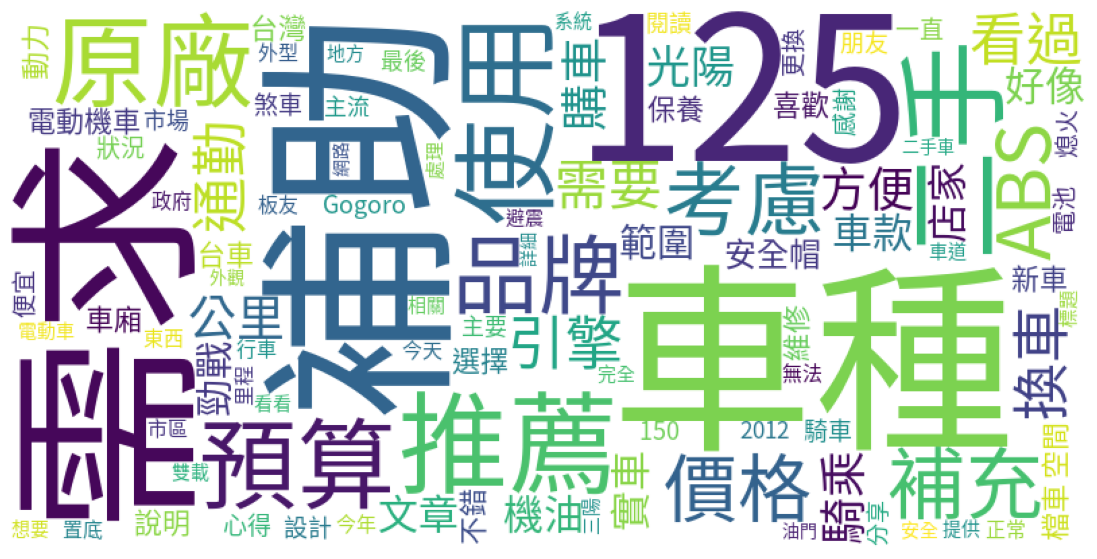 動力
原廠
台灣
外型
地方
最後
系統
閱讀
光陽
更換
朋友
一直
看過
煞車
主流
補助
使用
購車
保養
125
喜歡
感謝
二手
好像
電動機車
市場
狀況
通勤
網路
處理
二手車
熄火
需求
政府
板友
Gogoro
避震
需要
考慮
方便
店家
ABS
電池
台車
外觀
品牌
詳細
範圍
安全帽
車款
車道
便宜
公里
相關
新車
標題
電動車
車廂
東西
勁戰
行車
里程
今天
主要
選擇
引擎
維修
無法
車種
換車
看看
完全
市區
預算
推薦
150
2012
騎車
雙載
實車
價格
騎乘
補充
空間
檔車
想要
置底
說明
心得
設計
今年
文章
不錯
機油
三陽
油門
分享
安全
提供
正常